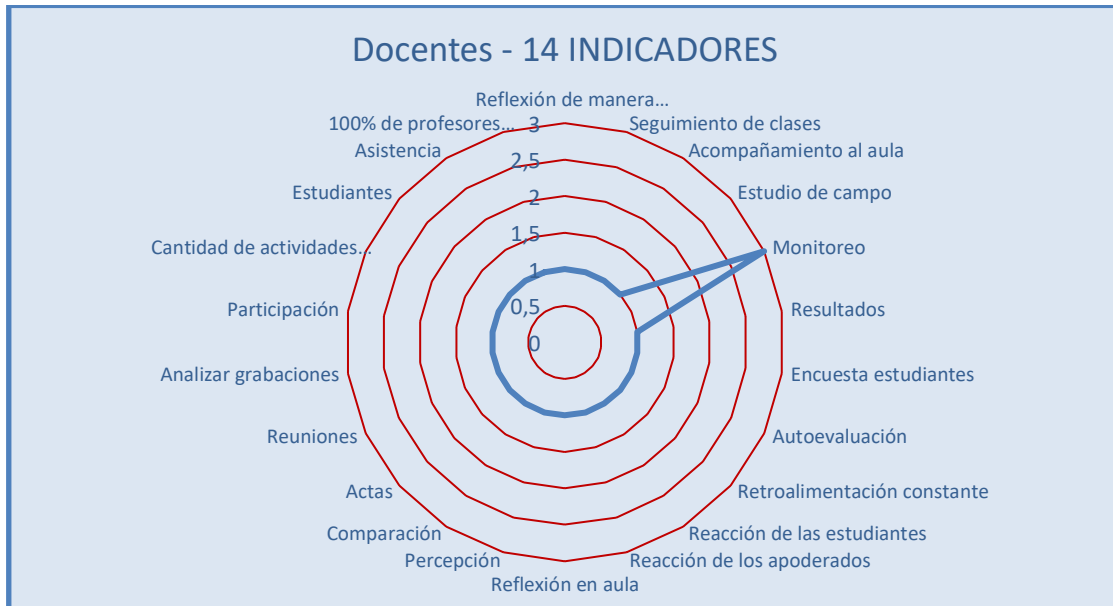 Docentes - 14 INDICADORES
Reflexión de manera...
Seguimiento de clases
Acompañamiento al aula
Estudio de campo
Monitoreo
Resultados
Encuesta estudiantes
Autoevaluación
Retroalimentación constante
Reacción de las estudiantes
Reacción de los apoderados
Reflexión en aula
Percepción
Comparación
Actas
Reuniones
Analizar grabaciones
Participación
Cantidad de actividades...
Estudiantes
Asistencia
100% de profesores...
3
2,5
2
1,5
1
0,5
0